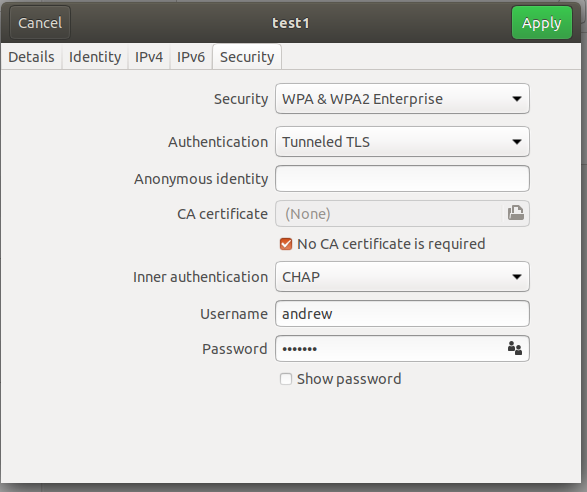 Cancel test1 Apply
Details Identity IPv4 IPv6 Security
Security WPA & WPA2 Enterprise
Authentication Tunneled TLS
Anonymous identity
CA certificate (None)
No CA certificate is required
Inner authentication CHAP
Username andrew
Password •••••••
Show password